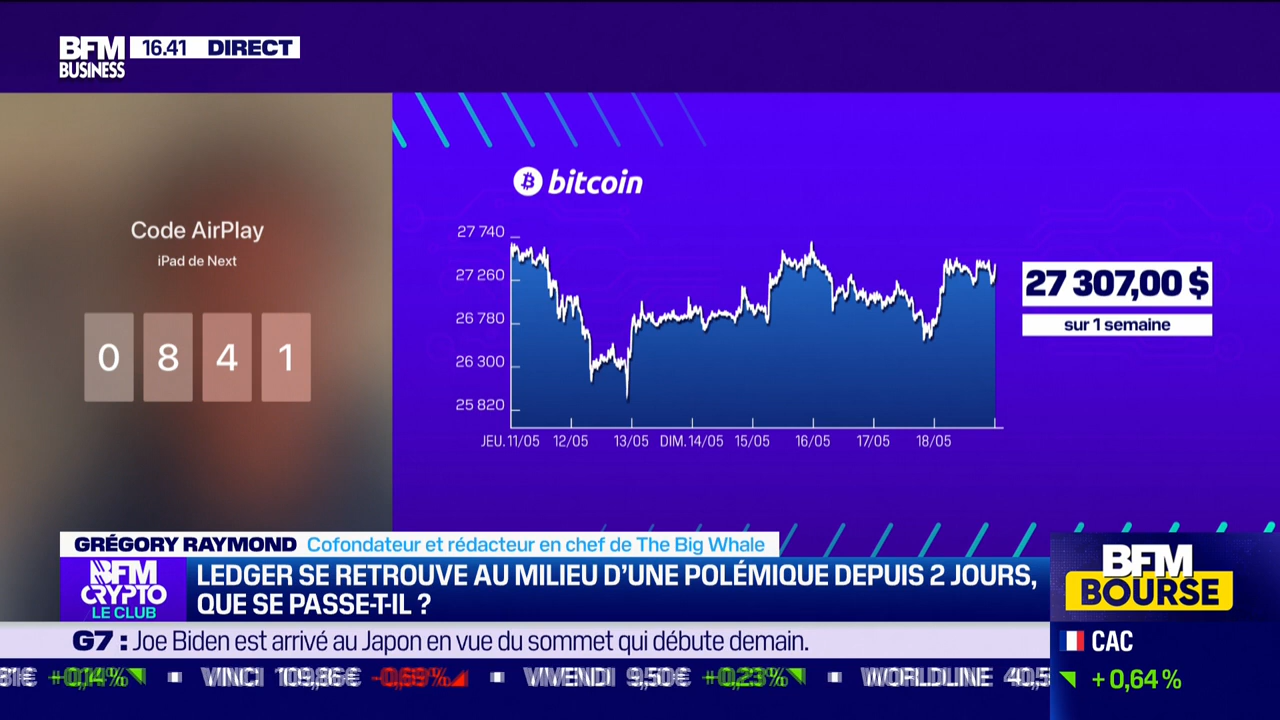 BFM
BUSINESS
16.41 DIRECT
Code AirPlay
iPad de Next
0 8 4 1
bitcoin
27 740
27 260
26 780
26 300
25 820
JEU. 11/05 12/05 13/05 DIM. 14/05 15/05 16/05 17/05 18/05
27 307,00 $
sur 1 semaine
GRÉGORY RAYMOND Cofondateur et rédacteur en chef de The Big Whale
BFM
CRYPTO
LE CLUB
LEDGER SE RETROUVE AU MILIEU D'UNE POLÉMIQUE DEPUIS 2 JOURS,
QUE SE PASSE-T-IL ?
BFM
BOURSE
G7 : Joe Biden est arrivé au Japon en vue du sommet qui débute demain.
CAC
+0,64 %
+0,14% VINCI 109,86€ VIVENDI 9,50€ +0,23% WORLDLINE